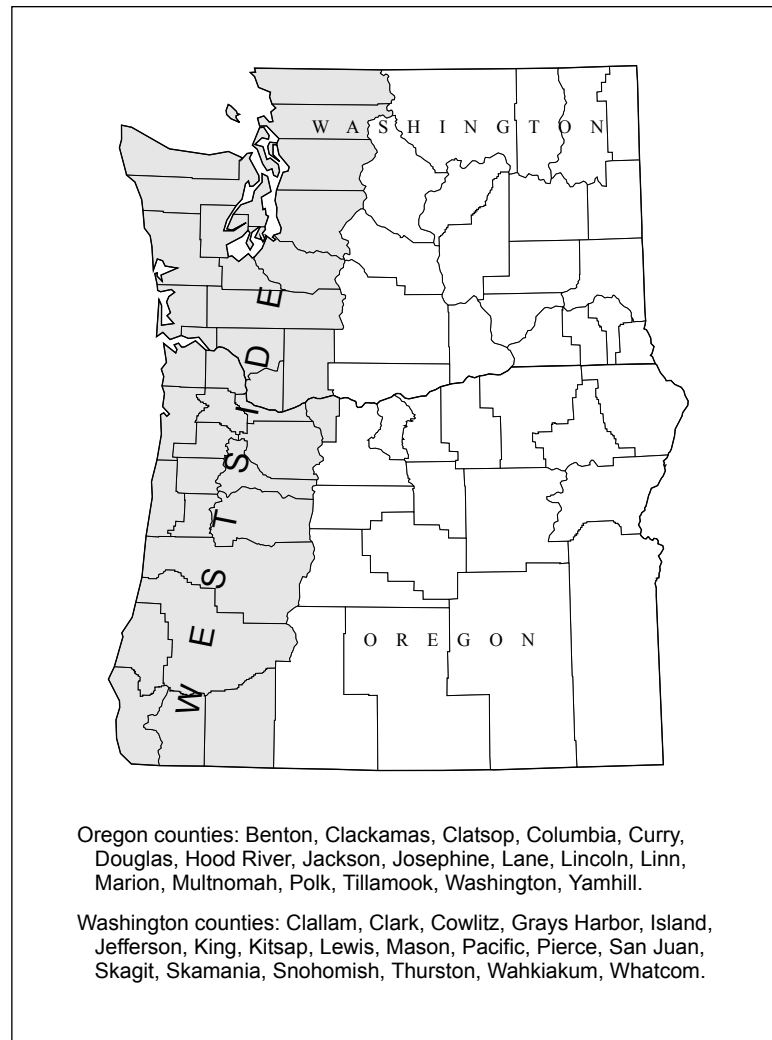 W A S H I N G T O N
W E S T S I D E
O R E G O N
Oregon counties: Benton, Clackamas, Clatsop, Columbia, Curry,
Douglas, Hood River, Jackson, Josephine, Lane, Lincoln, Linn,
Marion, Multnomah, Polk, Tillamook, Washington, Yamhill.
Washington counties: Clallam, Clark, Cowlitz, Grays Harbor, Island,
Jefferson, King, Kitsap, Lewis, Mason, Pacific, Pierce, San Juan,
Skagit, Skamania, Snohomish, Thurston, Wahkiakum, Whatcom.